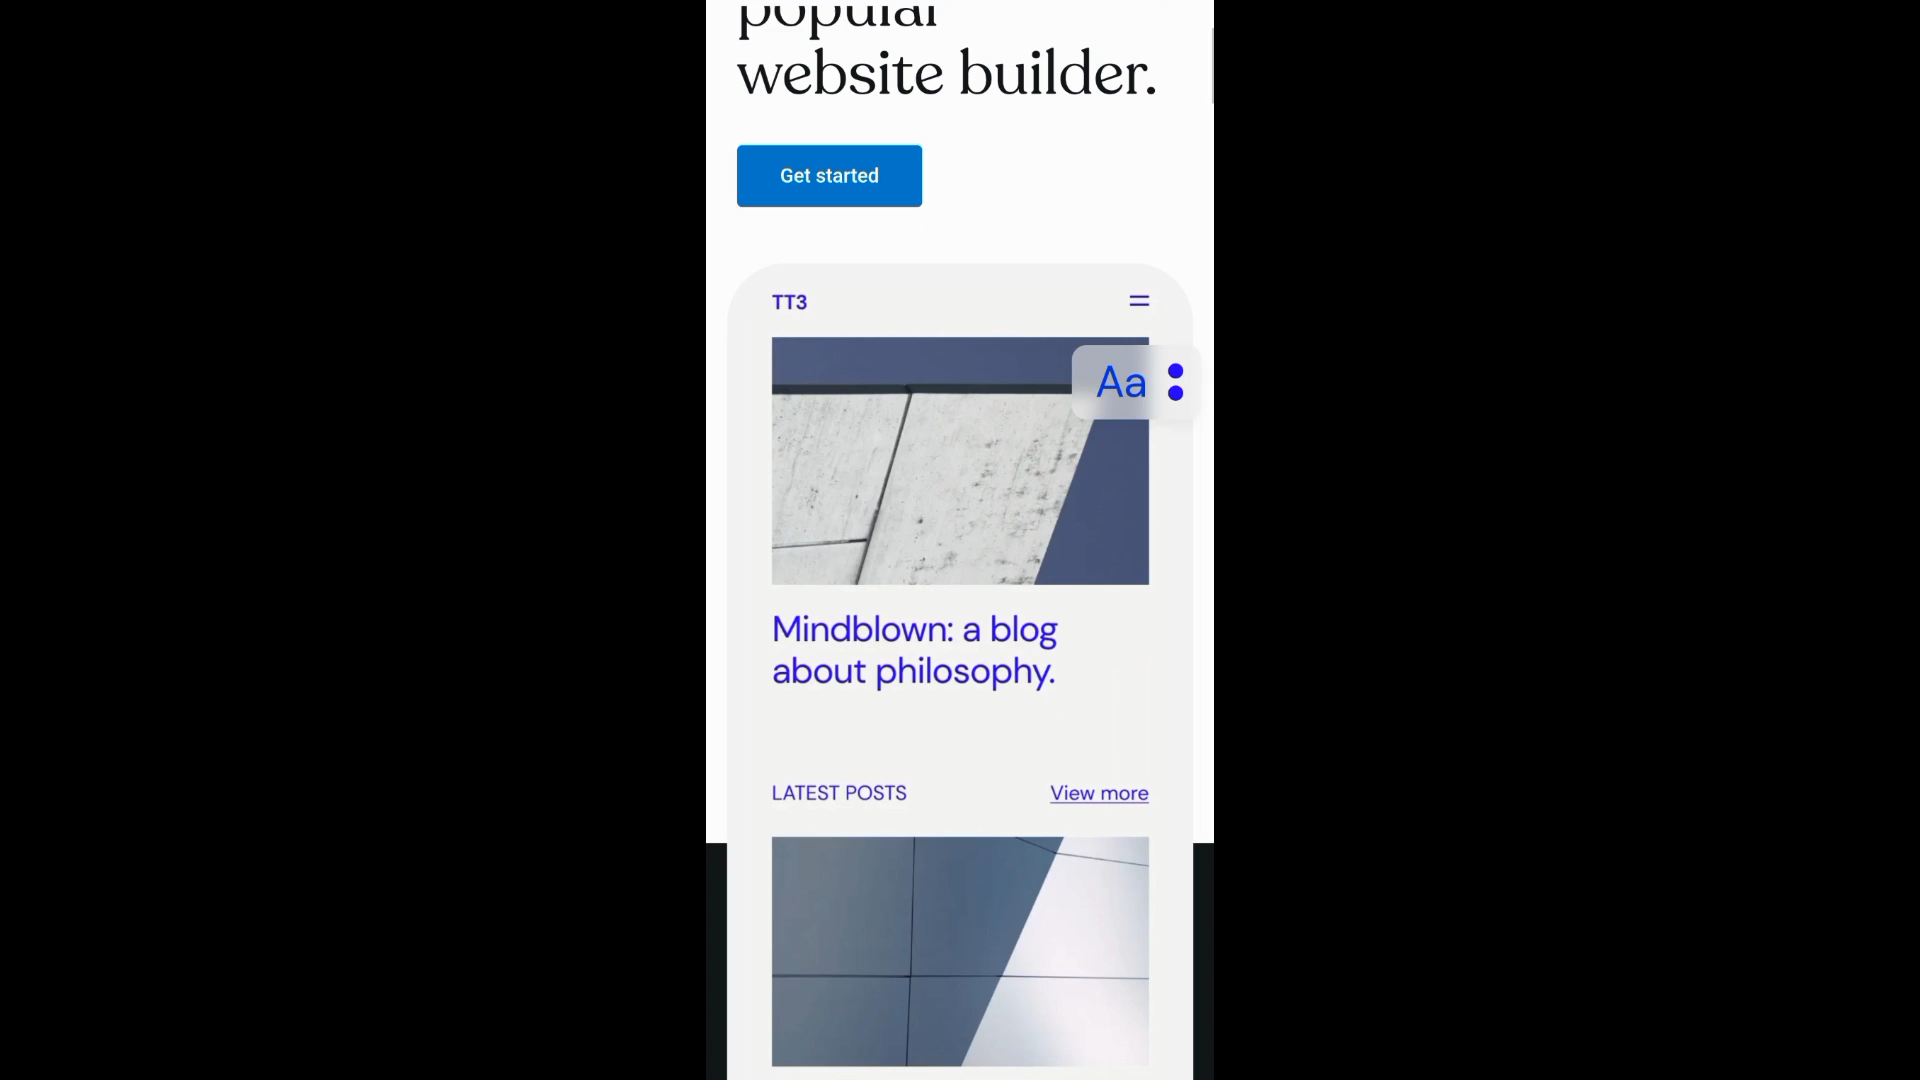 popular
website builder.
Get started
TT3
Aa
Mindblown: a blog
about philosophy.
LATEST POSTS
View more